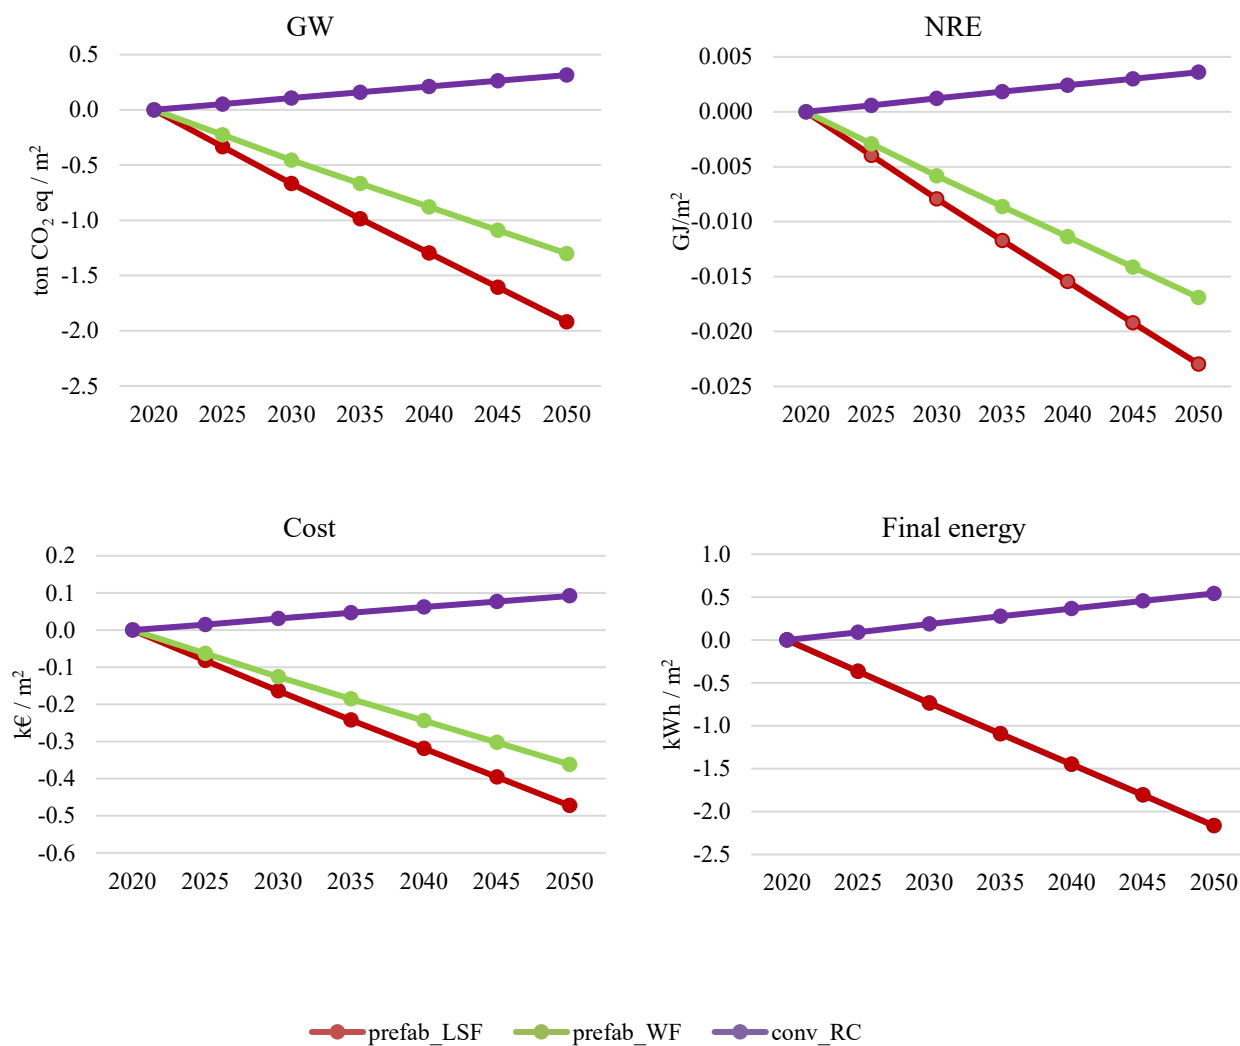 GW
0.5
0.0
-0.5
-1.0
-1.5
-2.0
-2.5
ton CO₂ eq / m²
2020 2025 2030 2035 2040 2045 2050
NRE
0.005
0.000
-0.005
-0.010
-0.015
-0.020
-0.025
GJ/m²
2020 2025 2030 2035 2040 2045 2050
Cost
0.2
0.1
0.0
-0.1
-0.2
-0.3
-0.4
-0.5
-0.6
k€ / m²
2020 2025 2030 2035 2040 2045 2050
Final energy
1.0
0.5
0.0
-0.5
-1.0
-1.5
-2.0
-2.5
kWh / m²
2020 2025 2030 2035 2040 2045 2050
prefab_LSF prefab_WF conv_RC